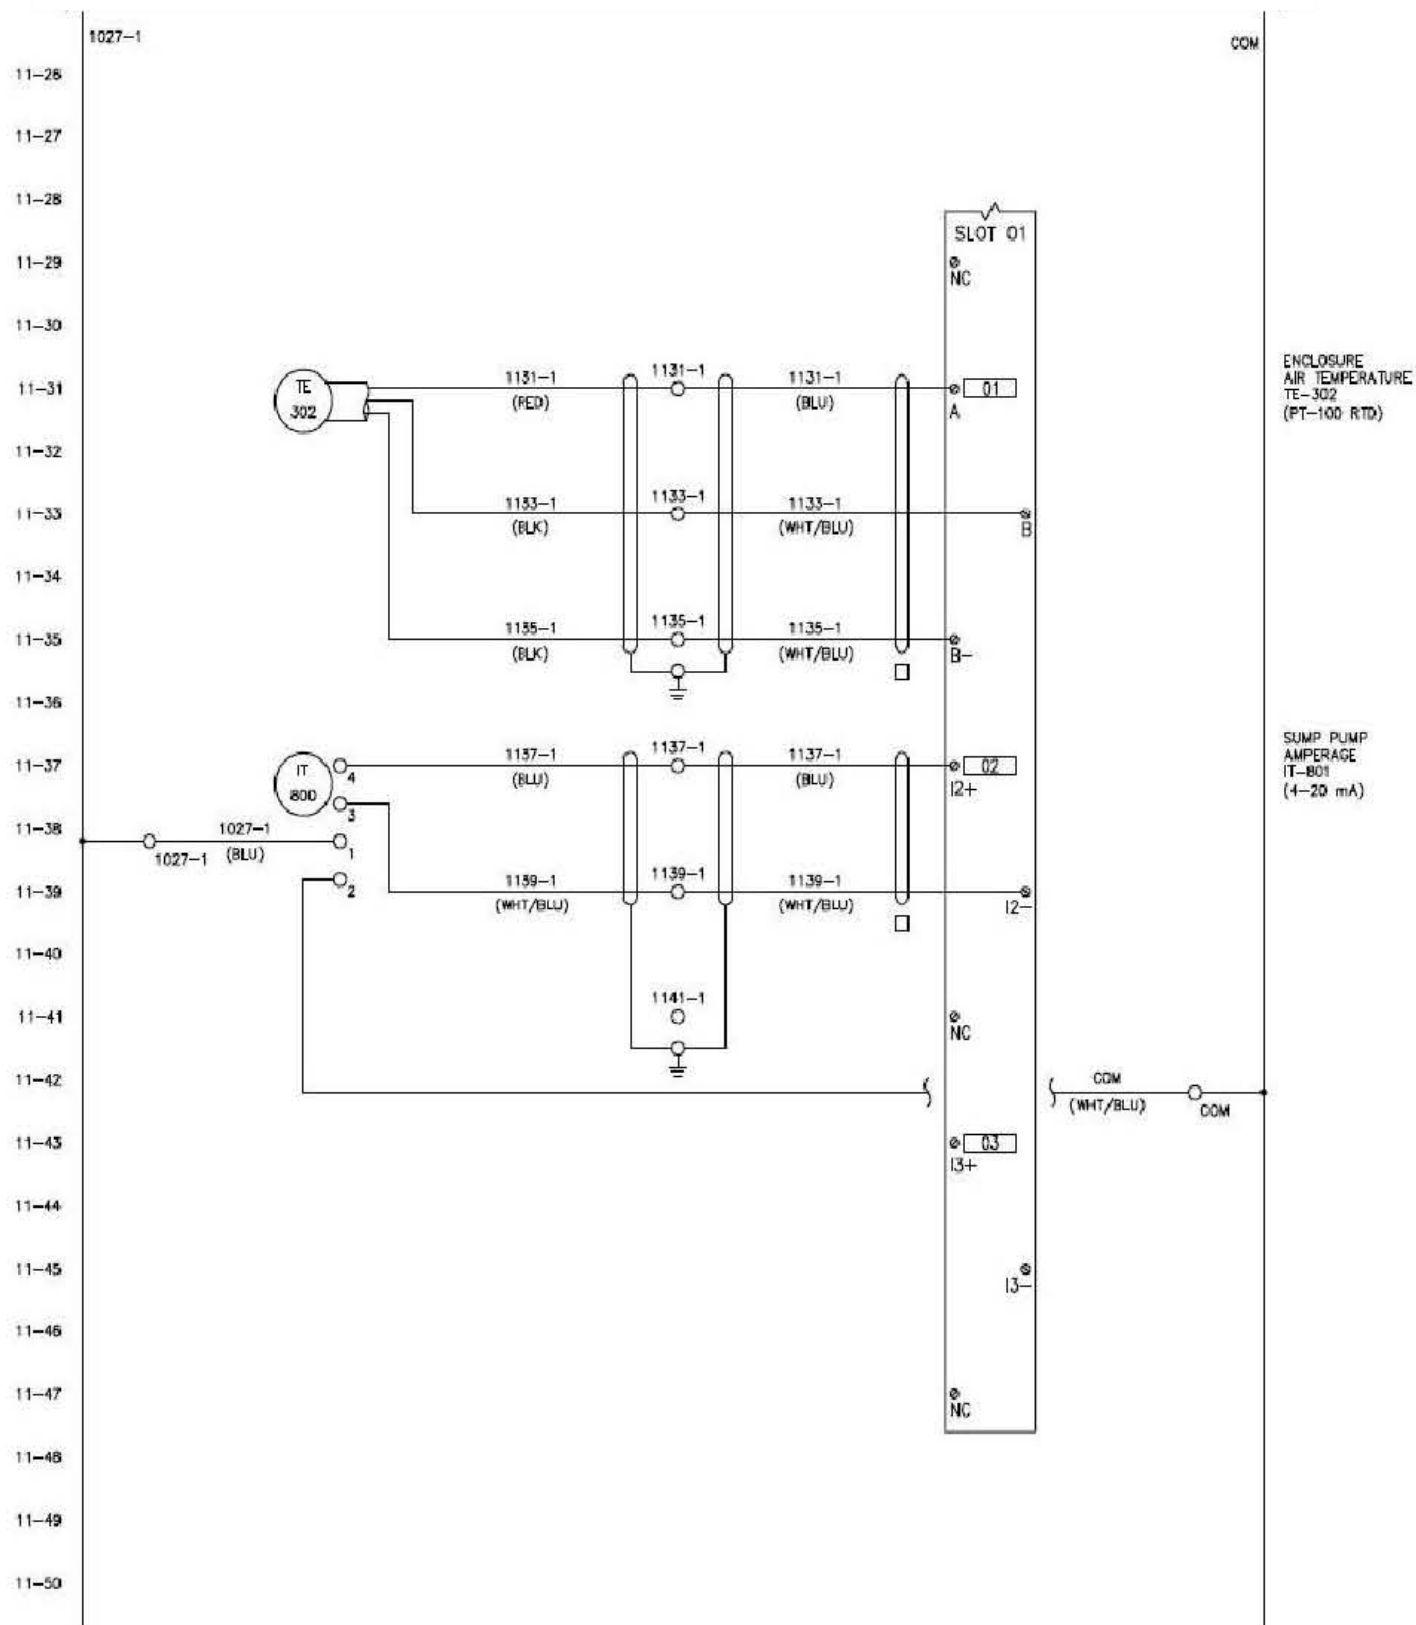 1027-1
COM
11-26
11-27
11-28
SLOT 01
11-29
NC
11-30
11-31
TE
302
1131-1
(RED)
1131-1
1131-1
(BLU)
01
A
ENCLOSURE
AIR TEMPERATURE
TE-302
(PT-100 RTD)
11-32
11-33
1133-1
(BLK)
1133-1
1133-1
(WHT/BLU)
B
11-34
11-35
1135-1
(BLK)
1135-1
1135-1
(WHT/BLU)
B-
11-36
11-37
IT
800
4
3
1
2
1137-1
(BLU)
1137-1
1137-1
(BLU)
02
I2+
SUMP PUMP
AMPERAGE
IT-801
(4-20 mA)
11-38
1027-1
1027-1
(BLU)
11-39
1139-1
(WHT/BLU)
1139-1
1139-1
(WHT/BLU)
I2-
11-40
11-41
1141-1
NC
11-42
COM
(WHT/BLU)
COM
11-43
03
I3+
11-44
11-45
I3-
11-46
11-47
NC
11-48
11-49
11-50